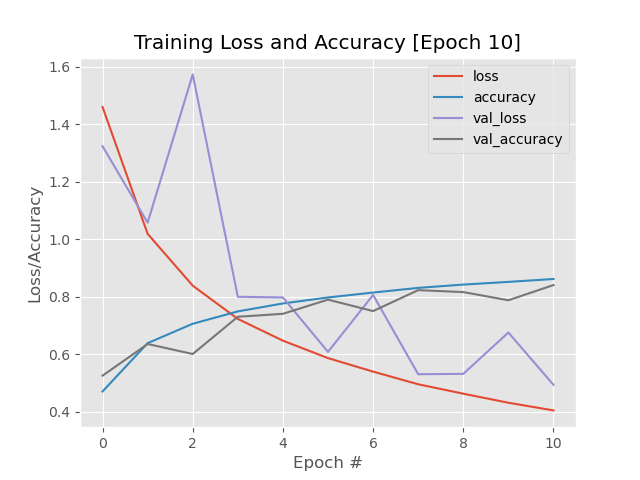 Training Loss and Accuracy [Epoch 10]
loss
accuracy
val_loss
val_accuracy
Loss/Accuracy
1.6
1.4
1.2
1.0
0.8
0.6
0.4
0 2 4 6 8 10
Epoch #